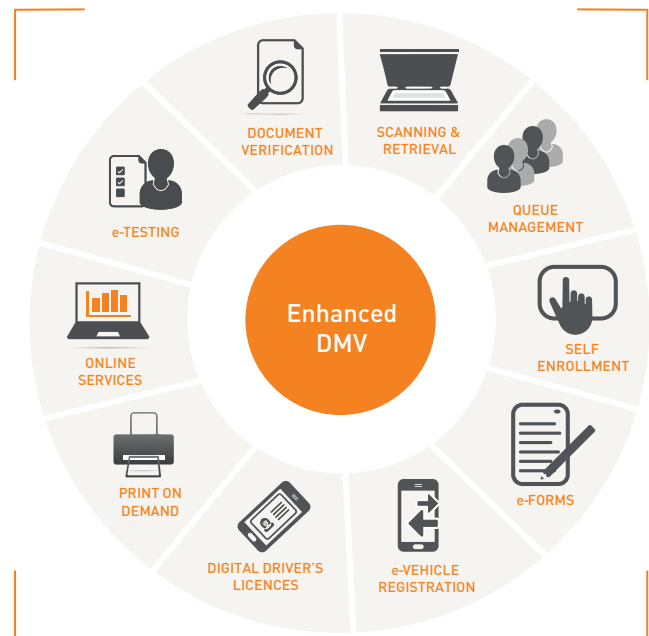 DOCUMENT
VERIFICATION
SCANNING &
RETRIEVAL
QUEUE
MANAGEMENT
e-TESTING
Enhanced
DMV
SELF
ENROLLMENT
ONLINE
SERVICES
PRINT ON
DEMAND
e-FORMS
DIGITAL DRIVER'S
LICENCES
e-VEHICLE
REGISTRATION